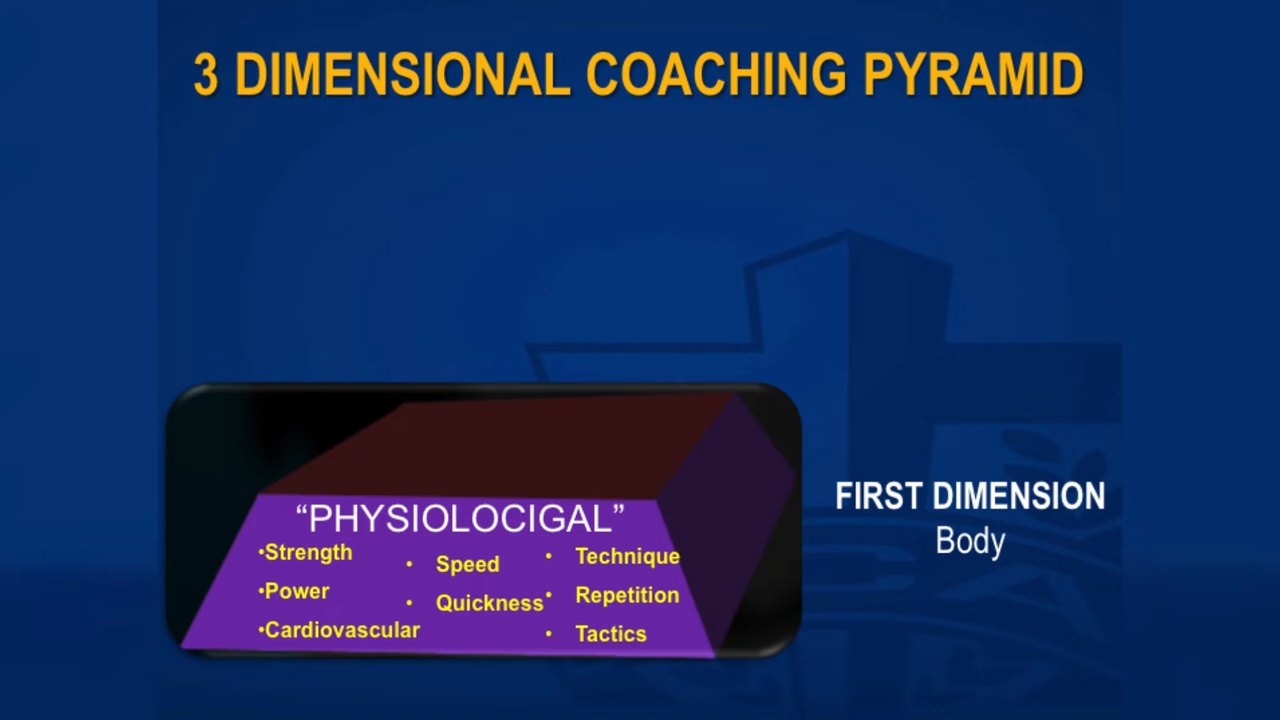 3 DIMENSIONAL COACHING PYRAMID
“PHYSIOLOCIGAL”
•Strength
•Power
•Cardiovascular
• Speed
• Quickness
• Technique
• Repetition
• Tactics
FIRST DIMENSION
Body